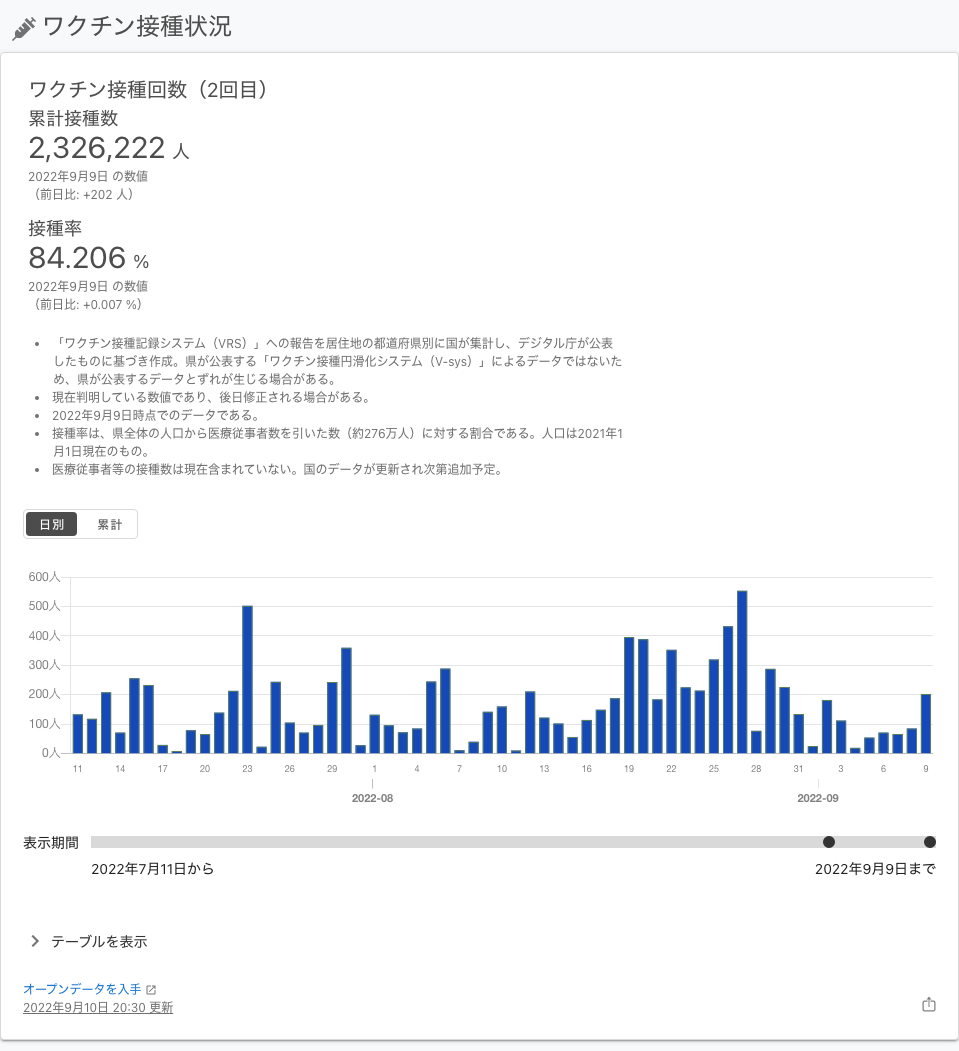 ワクチン接種状況
ワクチン接種回数（2回目）
累計接種数
2,326,222 人
2022年9月9日 の数値
（前日比: +202 人）
接種率
84.206 %
2022年9月9日 の数値
（前日比: +0.007 %）
• 「ワクチン接種記録システム（VRS）」への報告を居住地の都道府県別に国が集計し、デジタル庁が公表
したものに基づき作成。県が公表する「ワクチン接種円滑化システム（V-sys）」によるデータではないた
め、県が公表するデータとずれが生じる場合がある。
• 現在判明している数値であり、後日修正される場合がある。
• 2022年9月9日時点でのデータである。
• 接種率は、県全体の人口から医療従事者数を引いた数（約276万人）に対する割合である。人口は2021年1
月1日現在のもの。
• 医療従事者等の接種数は現在含まれていない。国のデータが更新され次第追加予定。
日別 累計
600人
500人
400人
300人
200人
100人
0人
11 14 17 20 23 26 29 1 4 7 10 13 16 19 22 25 28 31 3 6 9
2022-08 2022-09
表示期間
2022年7月11日から 2022年9月9日まで
テーブルを表示
オープンデータを入手
2022年9月10日 20:30 更新